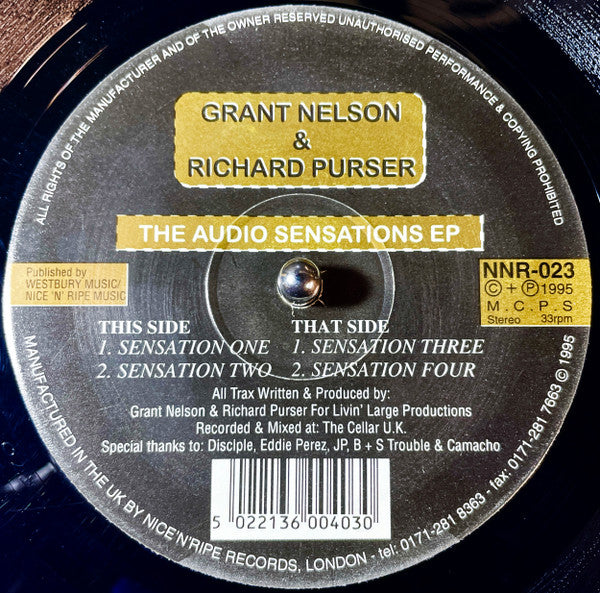 ALL RIGHTS OF THE MANUFACTURER AND OF THE OWNER RESERVED UNAUTHORISED PERFORMANCE & COPYING PROHIBITED
GRANT NELSON
&
RICHARD PURSER
THE AUDIO SENSATIONS EP
Published by
WESTBURY MUSIC/
NICE 'N' RIPE MUSIC
NNR-023
© + ℗ 1995
M. C. P. S
Stereo 33rpm
THIS SIDE
1. SENSATION ONE
2. SENSATION TWO
THAT SIDE
1. SENSATION THREE
2. SENSATION FOUR
All Trax Written & Produced by:
Grant Nelson & Richard Purser For Livin' Large Productions
Recorded & Mixed at: The Cellar U.K.
Special thanks to: Disciple, Eddie Perez, JP, B + S Trouble & Camacho
5 022136 004030
MANUFACTURED IN THE UK BY NICE'N'RIPE RECORDS, LONDON - tel: 0171-281 8363 - fax: 0171-281 7663 © 1995